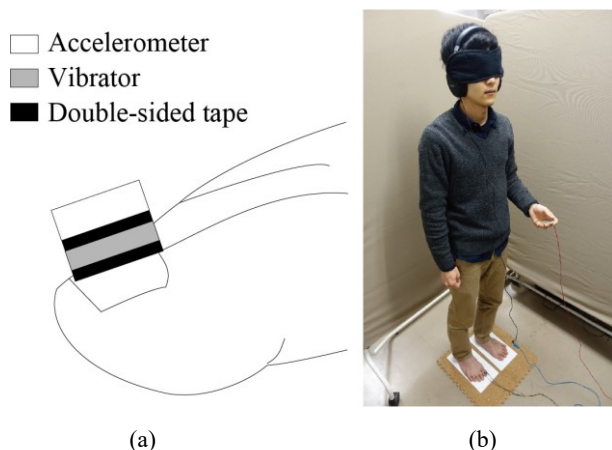 Accelerometer
Vibrator
Double-sided tape
(a)
(b)